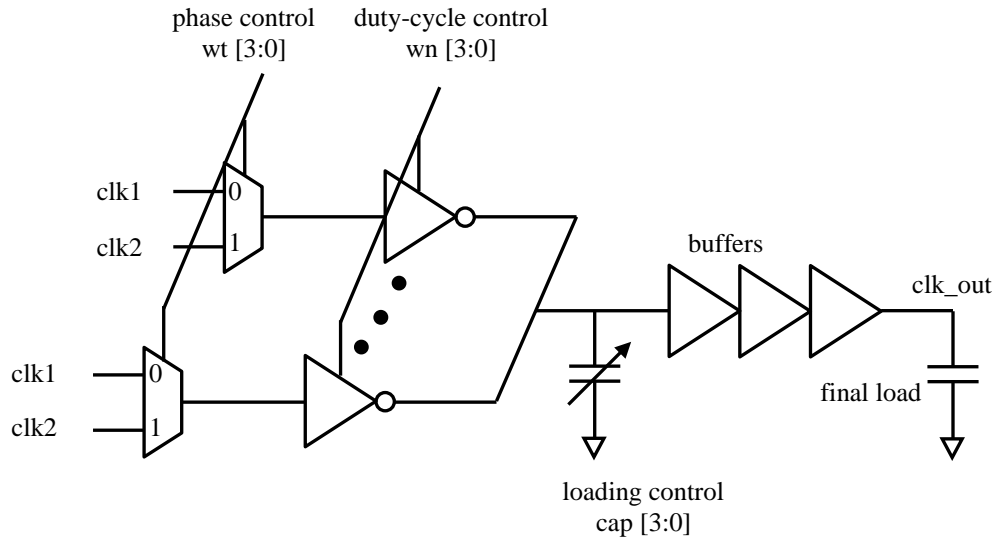 phase control
wt [3:0]
duty-cycle control
wn [3:0]
clk1
0
clk2
1
buffers
clk_out
clk1
0
clk2
1
final load
loading control
cap [3:0]